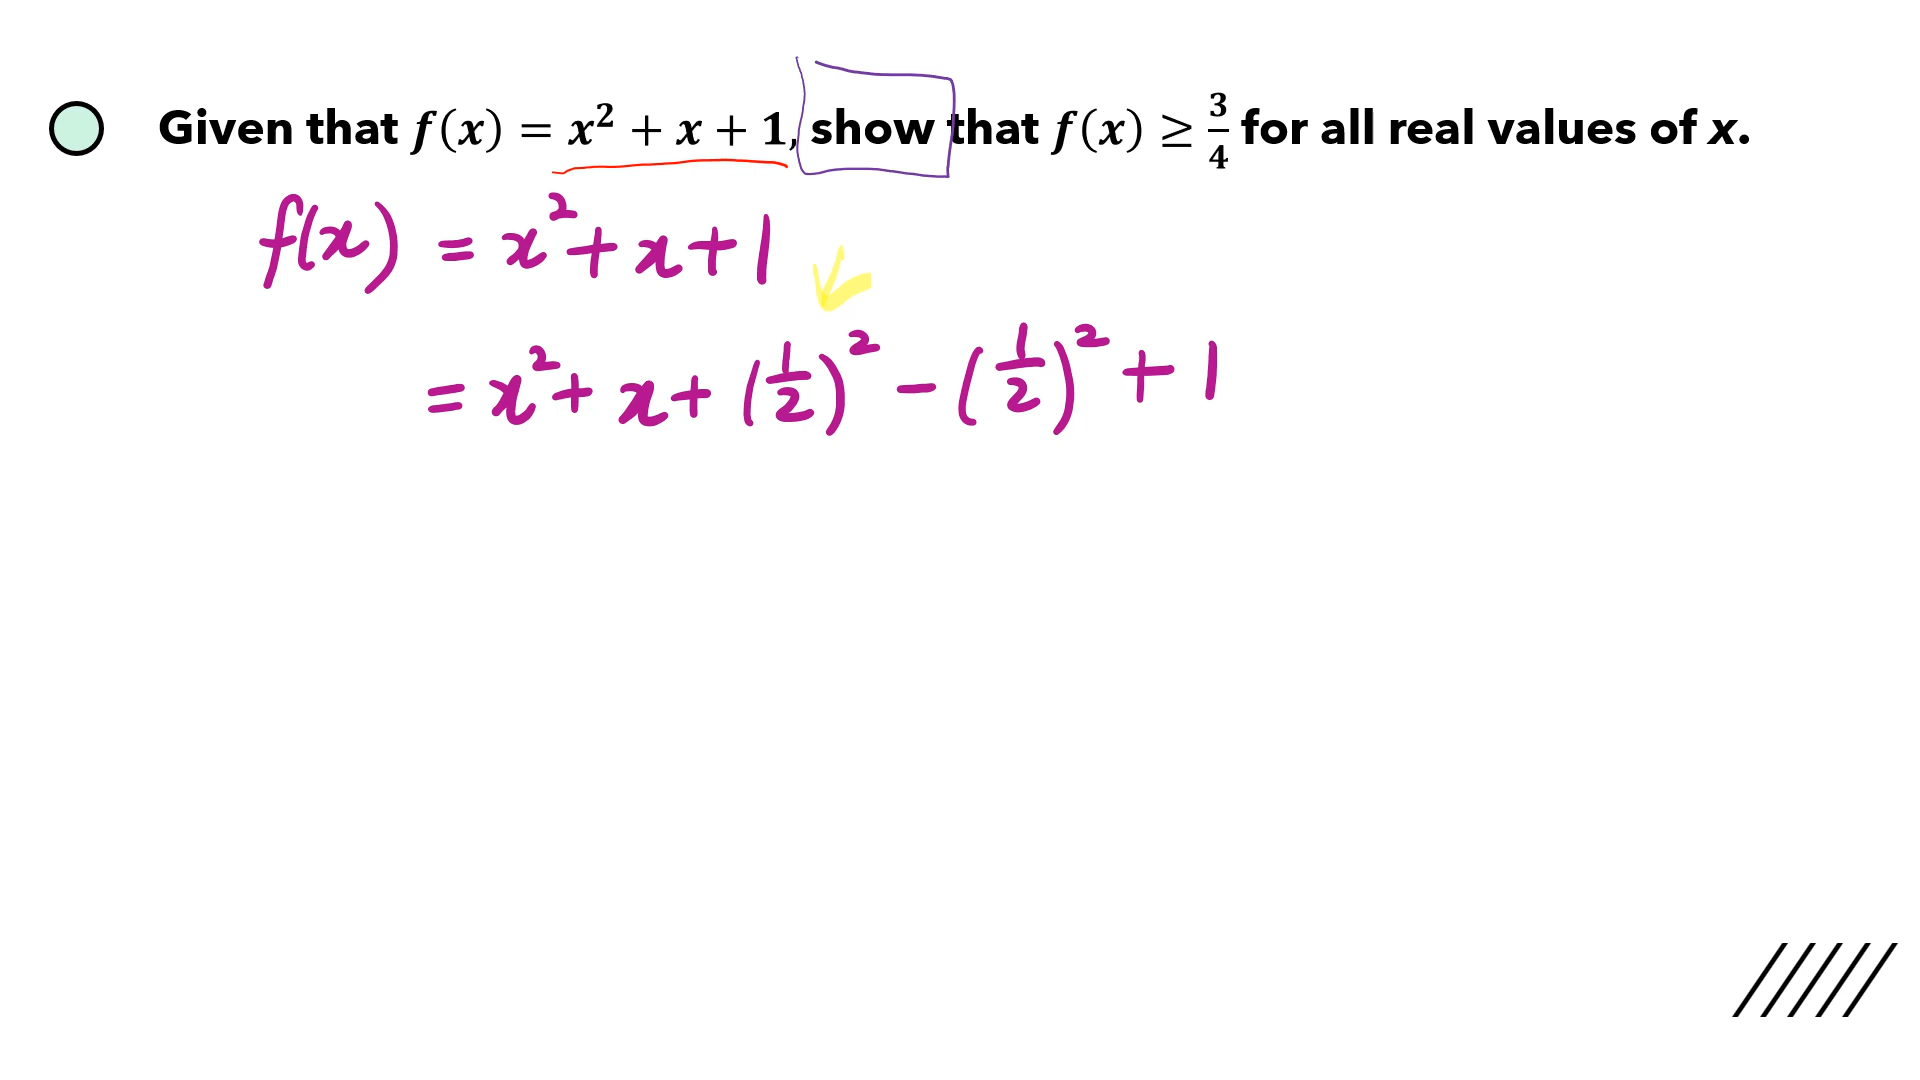 Given that f(x) = x² + x + 1, show that f(x) ≥ 3/4 for all real values of x.
f(x) = x² + x + 1
= x² + x + (1/2)² - (1/2)² + 1